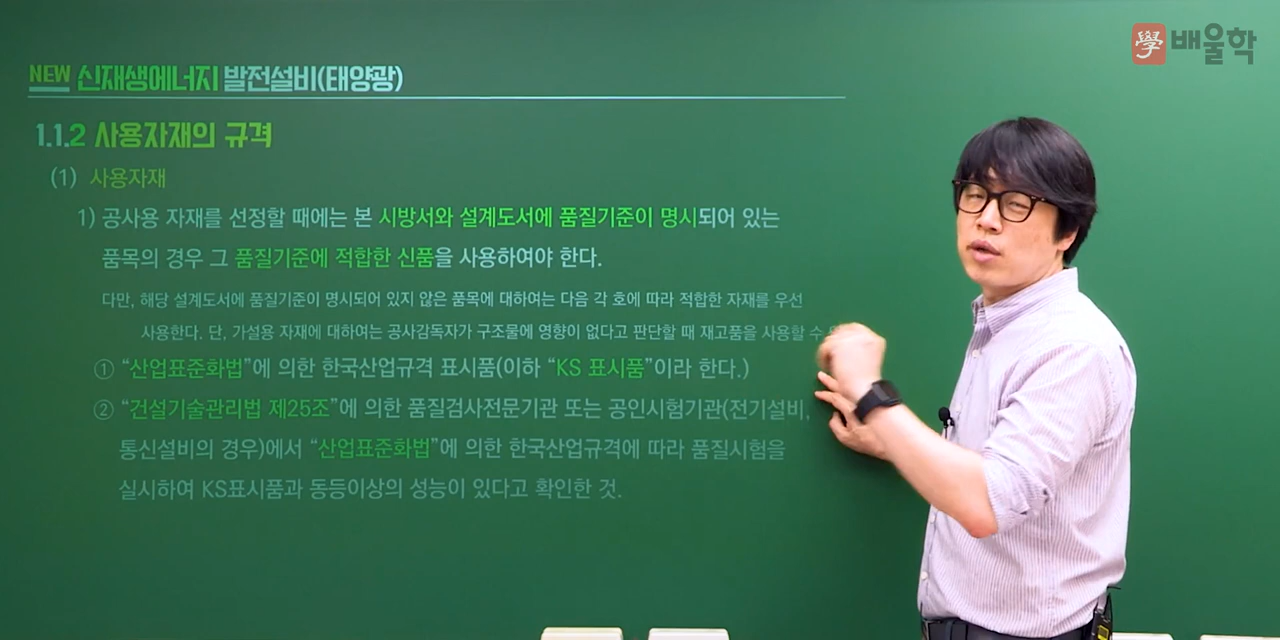 學 배울학
NEW 신재생에너지 발전설비(태양광)
1.1.2 사용자재의 규격
(1) 사용자재
1) 공사용 자재를 선정할 때에는 본 시방서와 설계도서에 품질기준이 명시되어 있는
품목의 경우 그 품질기준에 적합한 신품을 사용하여야 한다.
다만, 해당 설계도서에 품질기준이 명시되어 있지 않은 품목에 대하여는 다음 각 호에 따라 적합한 자재를 우선
사용한다. 단, 가설용 자재에 대하여는 공사감독자가 구조물에 영향이 없다고 판단할 때 재고품을 사용할 수
① “산업표준화법”에 의한 한국산업규격 표시품(이하 “KS 표시품”이라 한다.)
② “건설기술관리법 제25조”에 의한 품질검사전문기관 또는 공인시험기관(전기설비,
통신설비의 경우)에서 “산업표준화법”에 의한 한국산업규격에 따라 품질시험을
실시하여 KS표시품과 동등이상의 성능이 있다고 확인한 것.